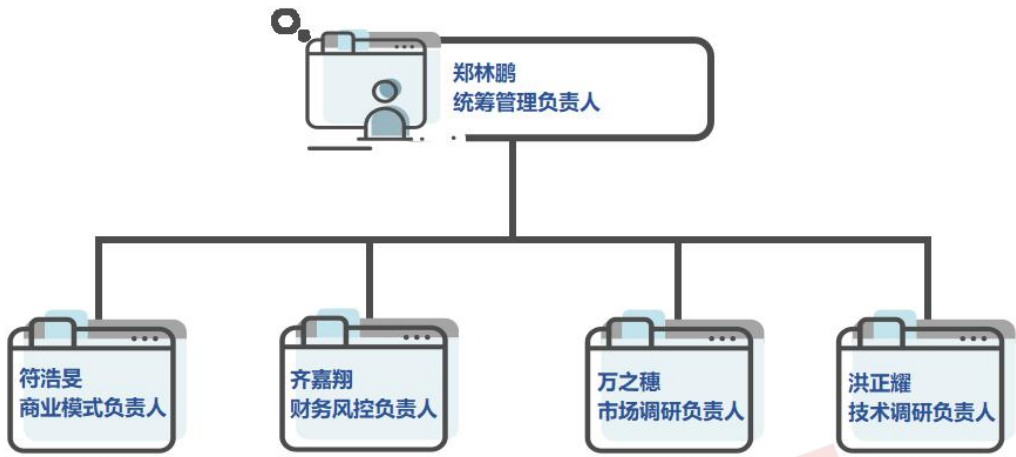 郑林鹏
统筹管理负责人
符浩旻
商业模式负责人
齐嘉翔
财务风控负责人
万之穗
市场调研负责人
洪正耀
技术调研负责人